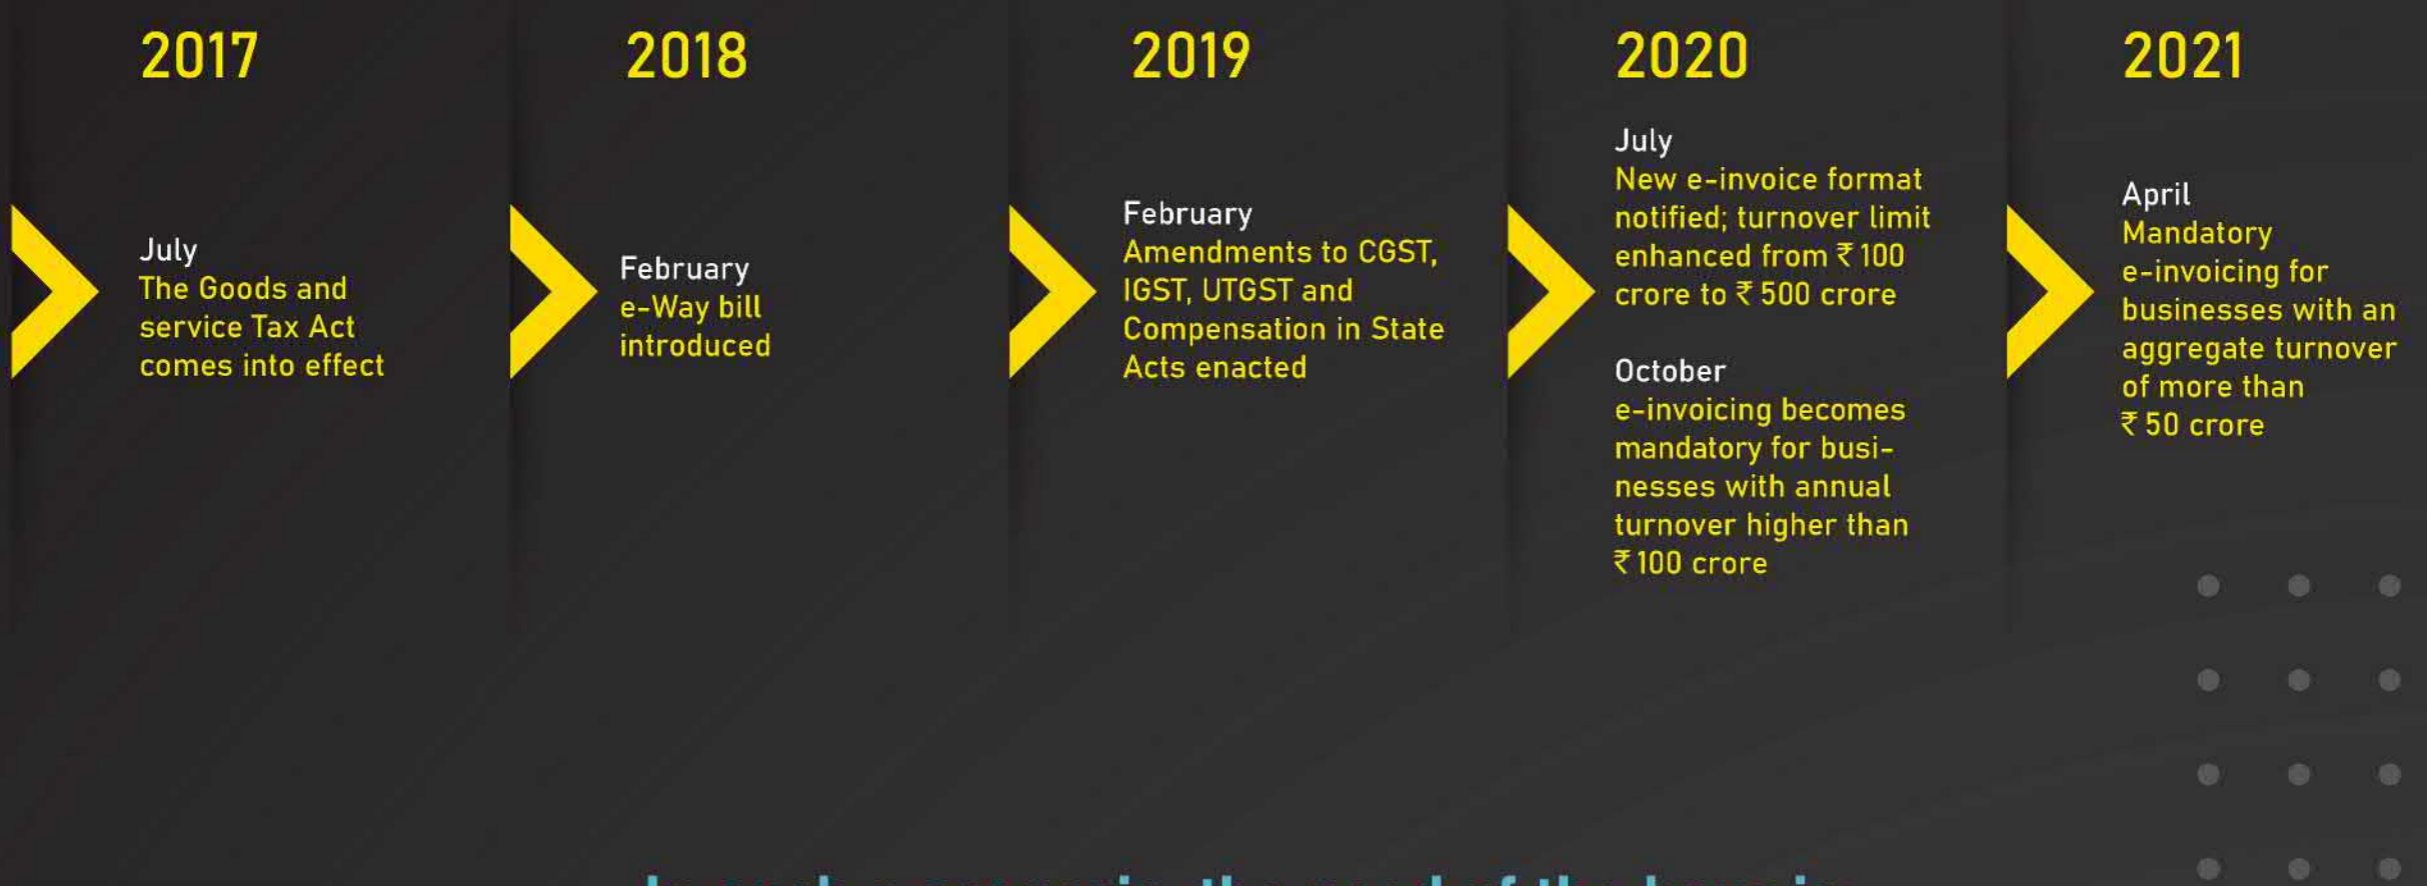 2017
July
The Goods and
service Tax Act
comes into effect
2018
February
e-Way bill
introduced
2019
February
Amendments to CGST,
IGST, UTGST and
Compensation in State
Acts enacted
2020
July
New e-invoice format
notified; turnover limit
enhanced from ₹ 100
crore to ₹ 500 crore
October
e-invoicing becomes
mandatory for busi-
nesses with annual
turnover higher than
₹ 100 crore
2021
April
Mandatory
e-invoicing for
businesses with an
aggregate turnover
of more than
₹ 50 crore